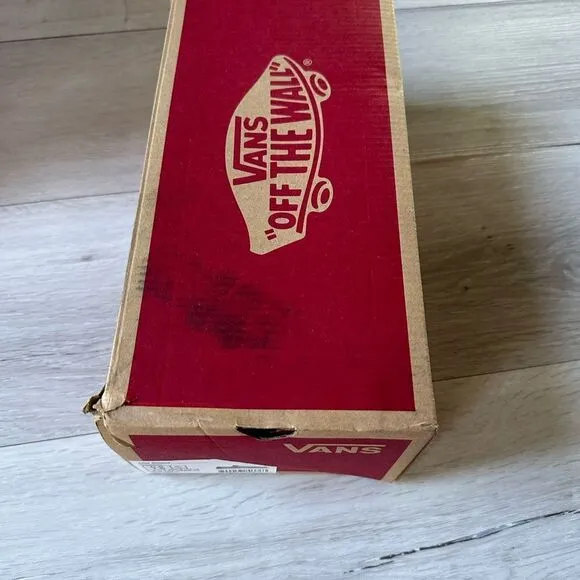 VANS
"OFF THE WALL"
®
VANS